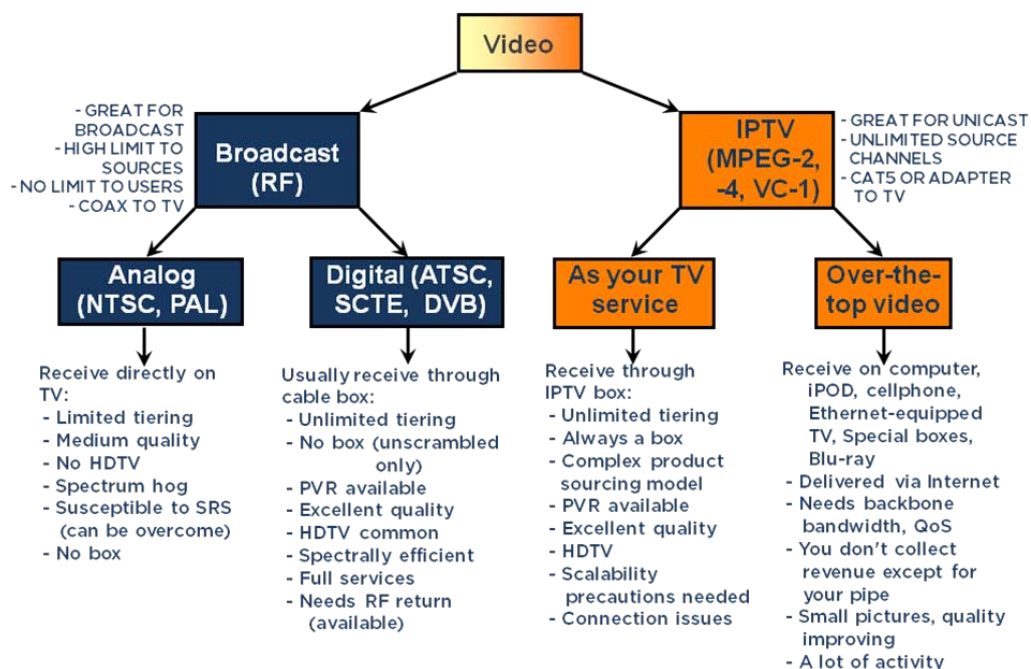 Video
- GREAT FOR
BROADCAST
- HIGH LIMIT TO
SOURCES
- NO LIMIT TO USERS
- COAX TO TV
Broadcast
(RF)
IPTV
(MPEG-2,
-4, VC-1)
- GREAT FOR UNICAST
- UNLIMITED SOURCE
CHANNELS
- CAT5 OR ADAPTER
TO TV
Analog
(NTSC, PAL)
Digital (ATSC,
SCTE, DVB)
As your TV
service
Over-the-
top video
Receive directly on
TV:
- Limited tiering
- Medium quality
- No HDTV
- Spectrum hog
- Susceptible to SRS
(can be overcome)
- No box
Usually receive through
cable box:
- Unlimited tiering
- No box (unscrambled
only)
- PVR available
- Excellent quality
- HDTV common
- Spectrally efficient
- Full services
- Needs RF return
(available)
Receive through
IPTV box:
- Unlimited tiering
- Always a box
- Complex product
sourcing model
- PVR available
- Excellent quality
- HDTV
- Scalability
precautions needed
- Connection issues
Receive on computer,
iPOD, cellphone,
Ethernet-equipped
TV, Special boxes,
Blu-ray
- Delivered via Internet
- Needs backbone
bandwidth, QoS
- You don't collect
revenue except for
your pipe
- Small pictures, quality
improving
- A lot of activity